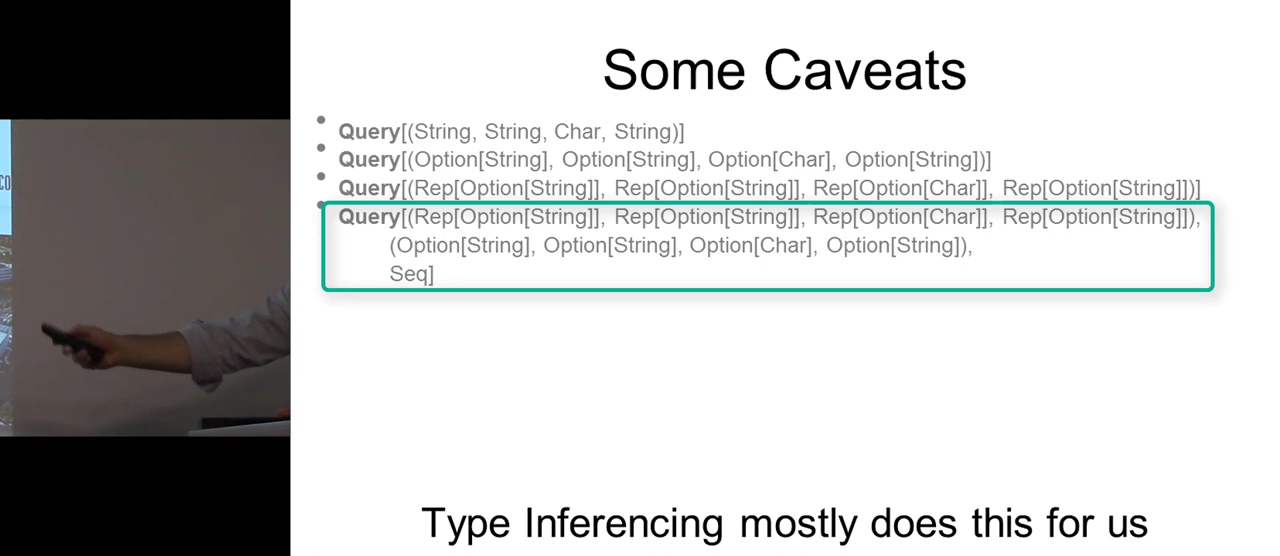 Some Caveats
Query[(String, String, Char, String)]
Query[(Option[String], Option[String], Option[Char], Option[String])]
Query[(Rep[Option[String]], Rep[Option[String]], Rep[Option[Char]], Rep[Option[String]])]
Query[(Rep[Option[String]], Rep[Option[String]], Rep[Option[Char]], Rep[Option[String]]),
(Option[String], Option[String], Option[Char], Option[String]),
Seq]
Type Inferencing mostly does this for us